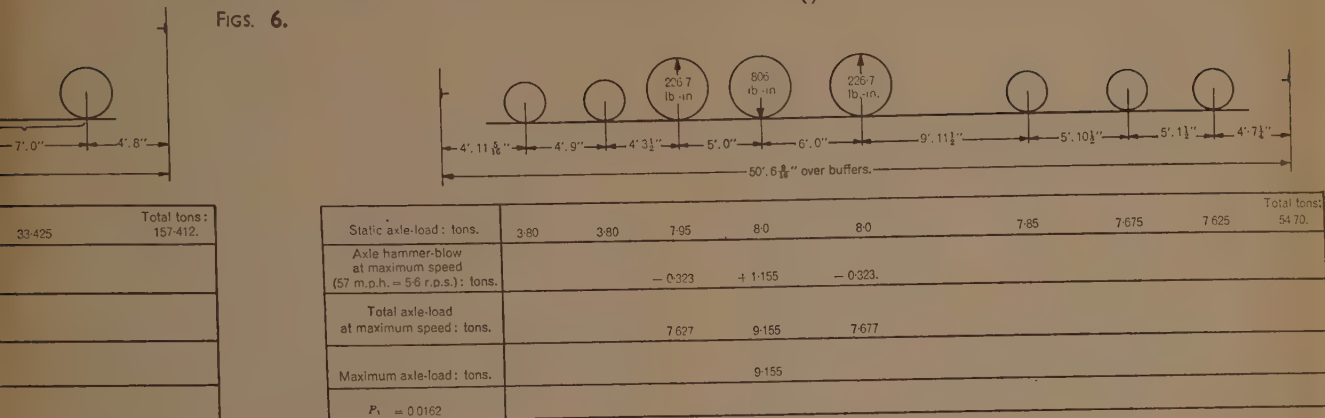 FIGS. 6.
226·7 lb·-in
806 lb·-in
226·7 lb.-in.
7'.0" 4'.8"
4'.11 5/16" 4'.9" 4'3½" 5'.0" 6'.0" 9'.11½" 5'.10½" 5'.1½" 4'·7¼"
50'.6 9/16" over buffers.
Total tons:
33·425 157·412.
Total tons:
Static axle-load: tons. 3·80 3·80 7·95 8·0 8·0 7·85 7·675 7 625 54 70.
Axle hammer-blow
at maximum speed
(57 m.p.h. = 5·6 r.p.s.): tons. – 0·323 + 1·155 – 0·323.
Total axle-load
at maximum speed: tons. 7 627 9·155 7·677
Maximum axle-load: tons. 9·155
P₁ = 0 0162